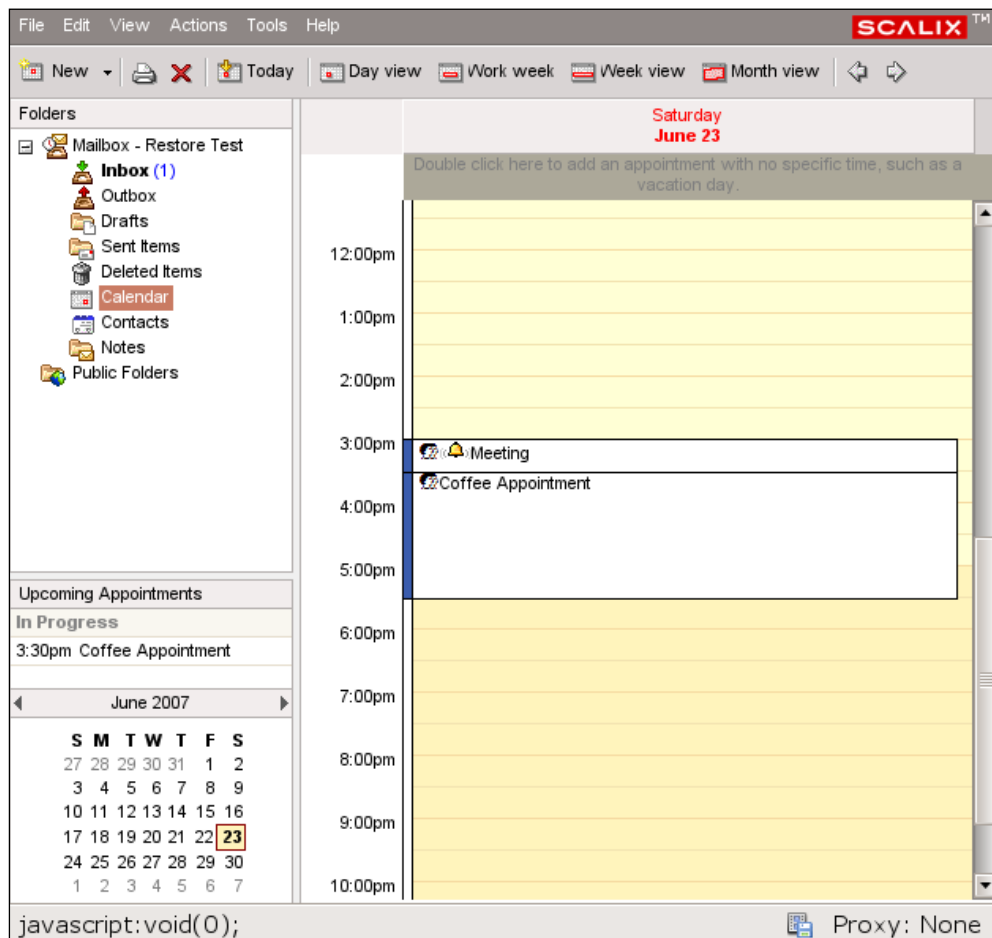 File Edit View Actions Tools Help
SCALIX™
New Today Day view Work week Week view Month view
Folders
Mailbox - Restore Test
Inbox (1)
Outbox
Drafts
Sent Items
Deleted Items
Calendar
Contacts
Notes
Public Folders
Upcoming Appointments
In Progress
3:30pm Coffee Appointment
June 2007
S M T W T F S
27 28 29 30 31 1 2
3 4 5 6 7 8 9
10 11 12 13 14 15 16
17 18 19 20 21 22 23
24 25 26 27 28 29 30
1 2 3 4 5 6 7
Saturday
June 23
Double click here to add an appointment with no specific time, such as a
vacation day.
12:00pm
1:00pm
2:00pm
3:00pm
Meeting
Coffee Appointment
4:00pm
5:00pm
6:00pm
7:00pm
8:00pm
9:00pm
10:00pm
javascript:void(0);
Proxy: None